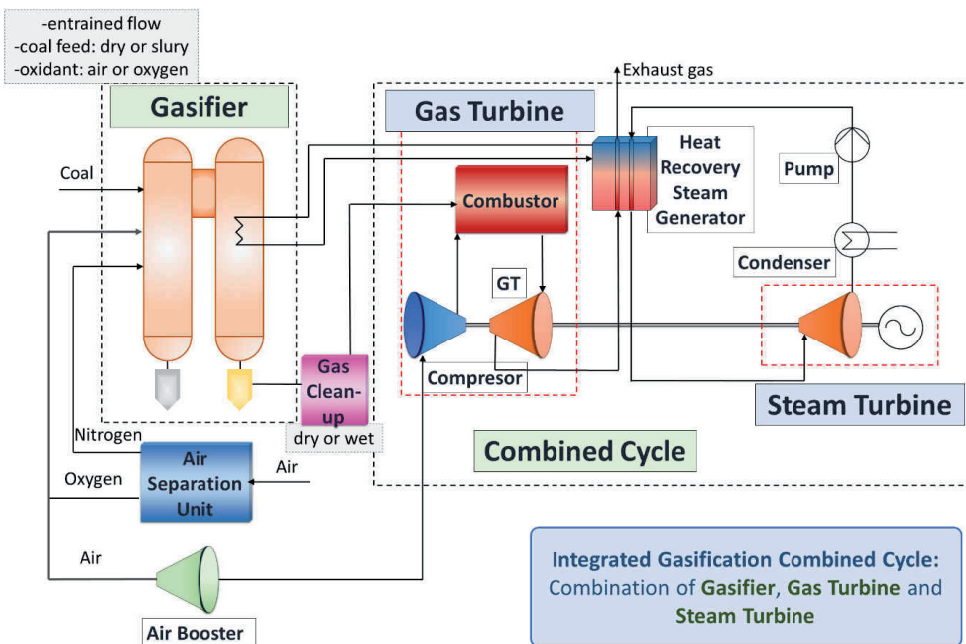 -entrained flow
-coal feed: dry or slury
-oxidant: air or oxygen
Gasifier
Coal
Gas Turbine
Exhaust gas
Combustor
Heat
Recovery
Steam
Generator
Pump
Condenser
GT
Compresor
Steam Turbine
Gas
Clean-
up
dry or wet
Combined Cycle
Nitrogen
Oxygen
Air
Separation
Unit
Air
Air
Air Booster
Integrated Gasification Combined Cycle:
Combination of Gasifier, Gas Turbine and
Steam Turbine